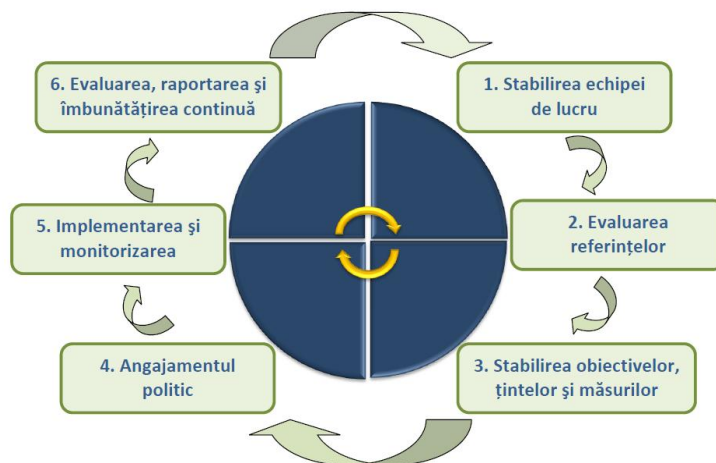 1. Stabilirea echipei
de lucru
2. Evaluarea
referințelor
3. Stabilirea obiectivelor,
țintelor şi măsurilor
4. Angajamentul
politic
5. Implementarea şi
monitorizarea
6. Evaluarea, raportarea şi
îmbunătățirea continuă